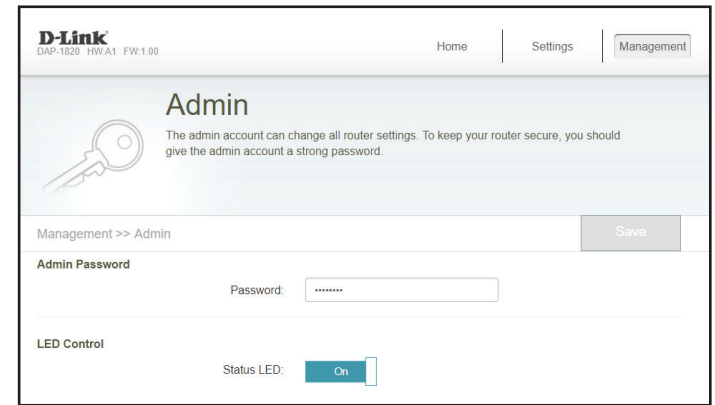 D-Link
DAP-1820 HW:A1 FW:1.00
Home
Settings
Management
Admin
The admin account can change all router settings. To keep your router secure, you should
give the admin account a strong password.
Management >> Admin
Save
Admin Password
Password:
••••••••
LED Control
Status LED:
On